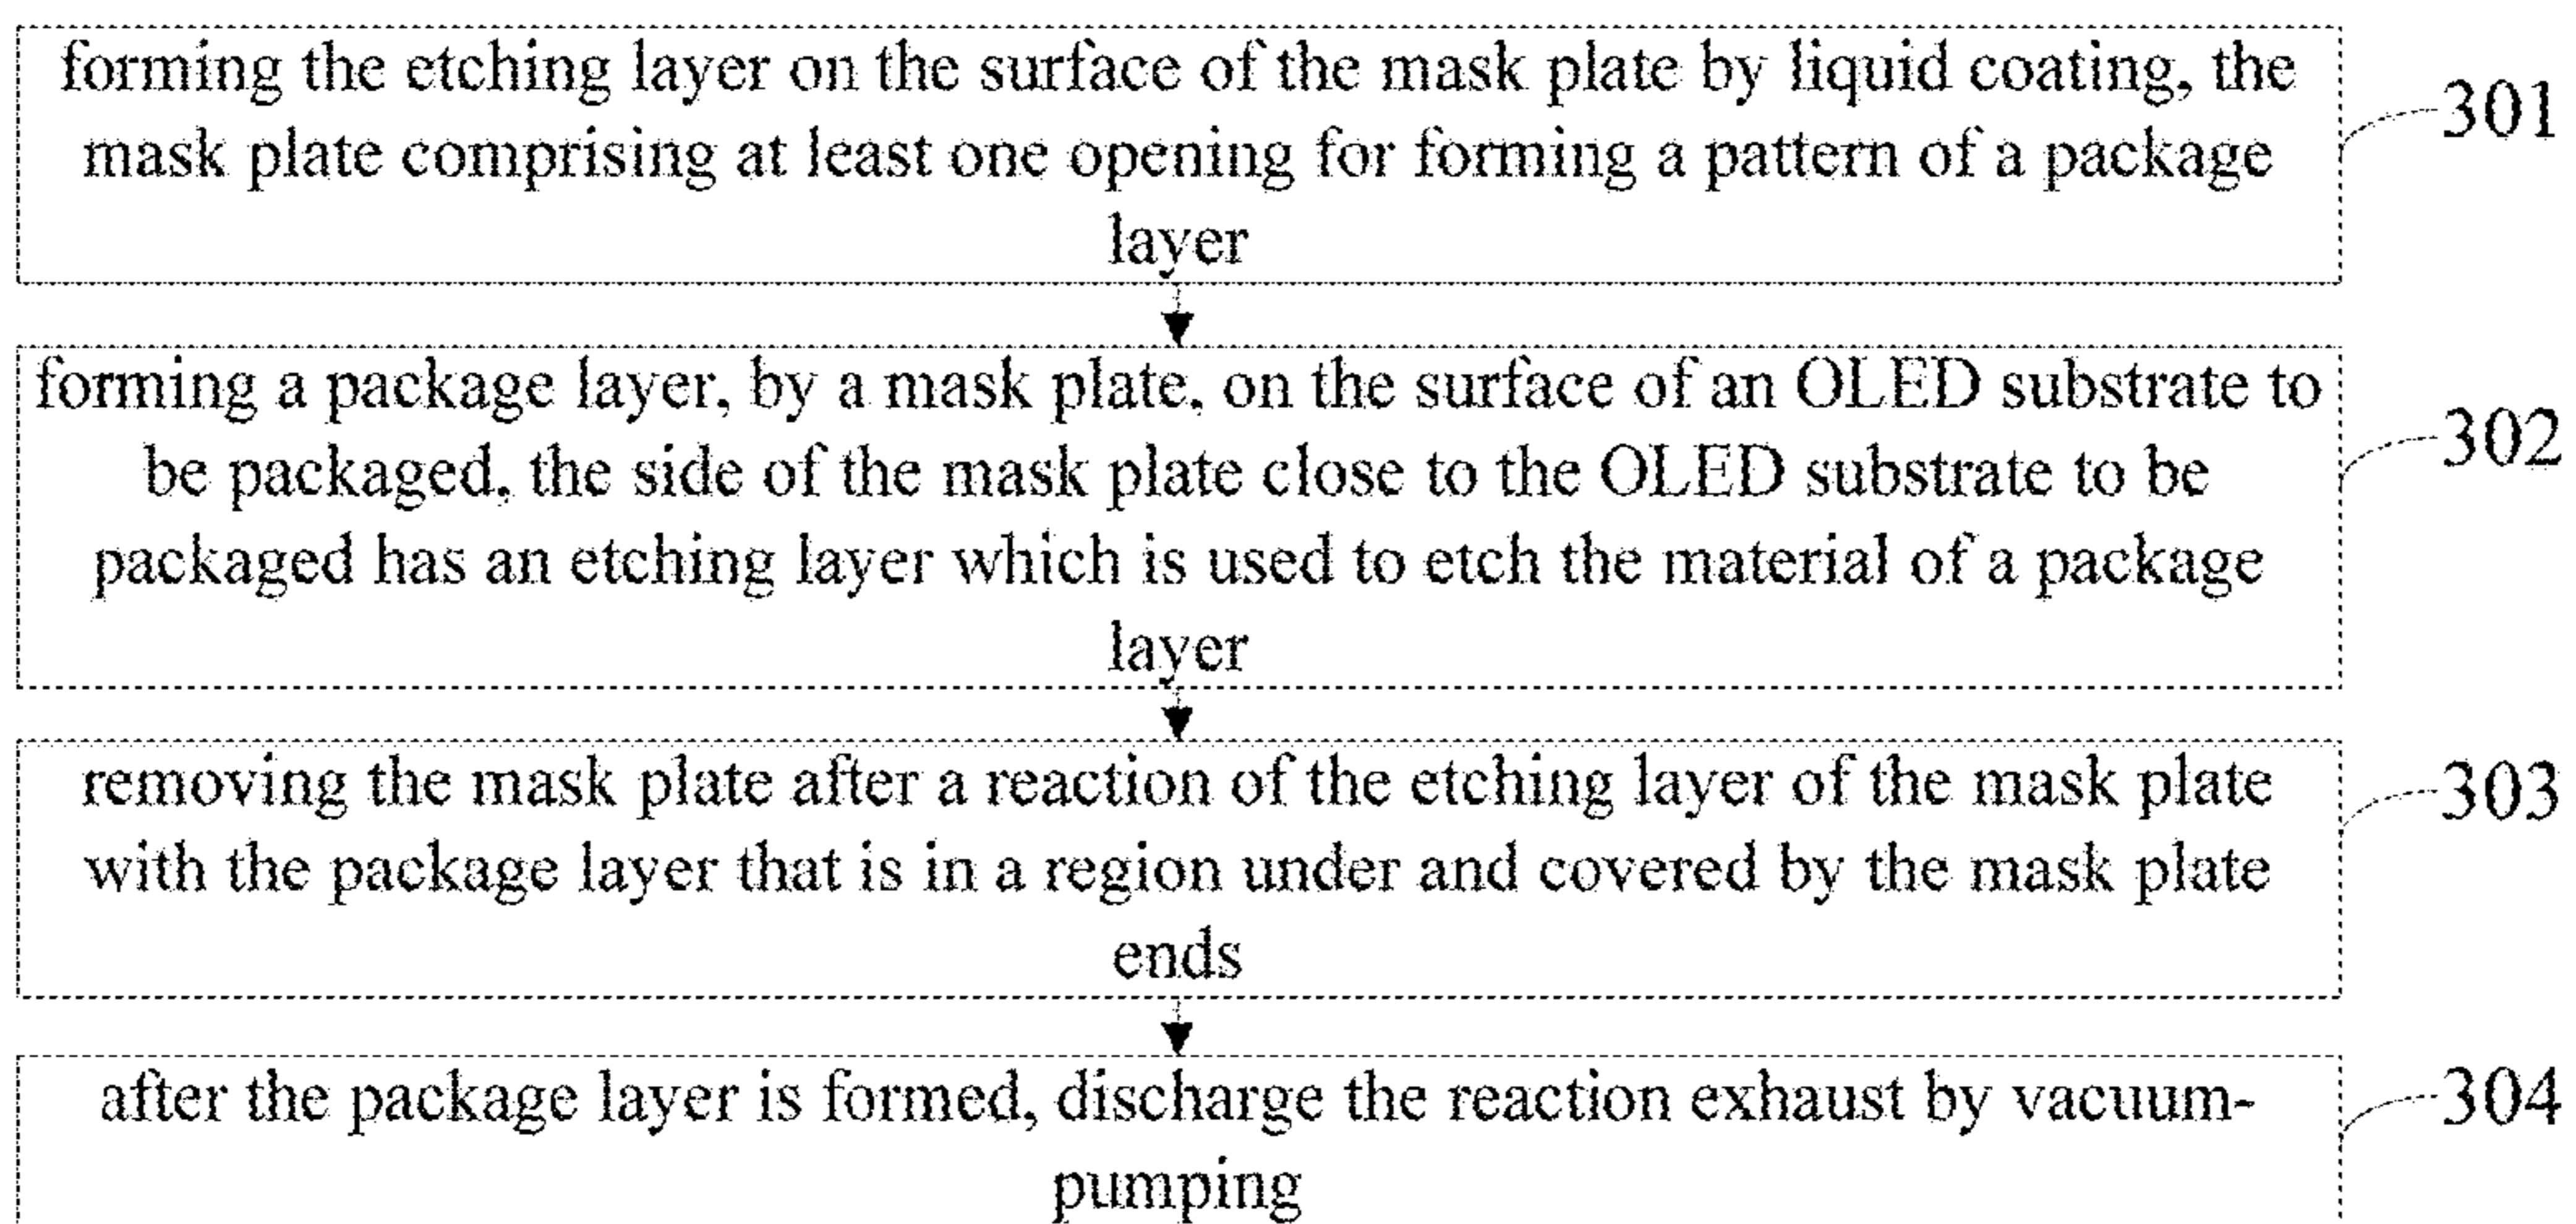 forming the etching layer on the surface of the mask plate by liquid coating, the
mask plate comprising at least one opening for forming a pattern of a package
layer
301
forming a package layer, by a mask plate, on the surface of an OLED substrate to
be packaged, the side of the mask plate close to the OLED substrate to be
packaged has an etching layer which is used to etch the material of a package
layer
302
removing the mask plate after a reaction of the etching layer of the mask plate
with the package layer that is in a region under and covered by the mask plate
ends
303
after the package layer is formed, discharge the reaction exhaust by vacuum-
pumping
304